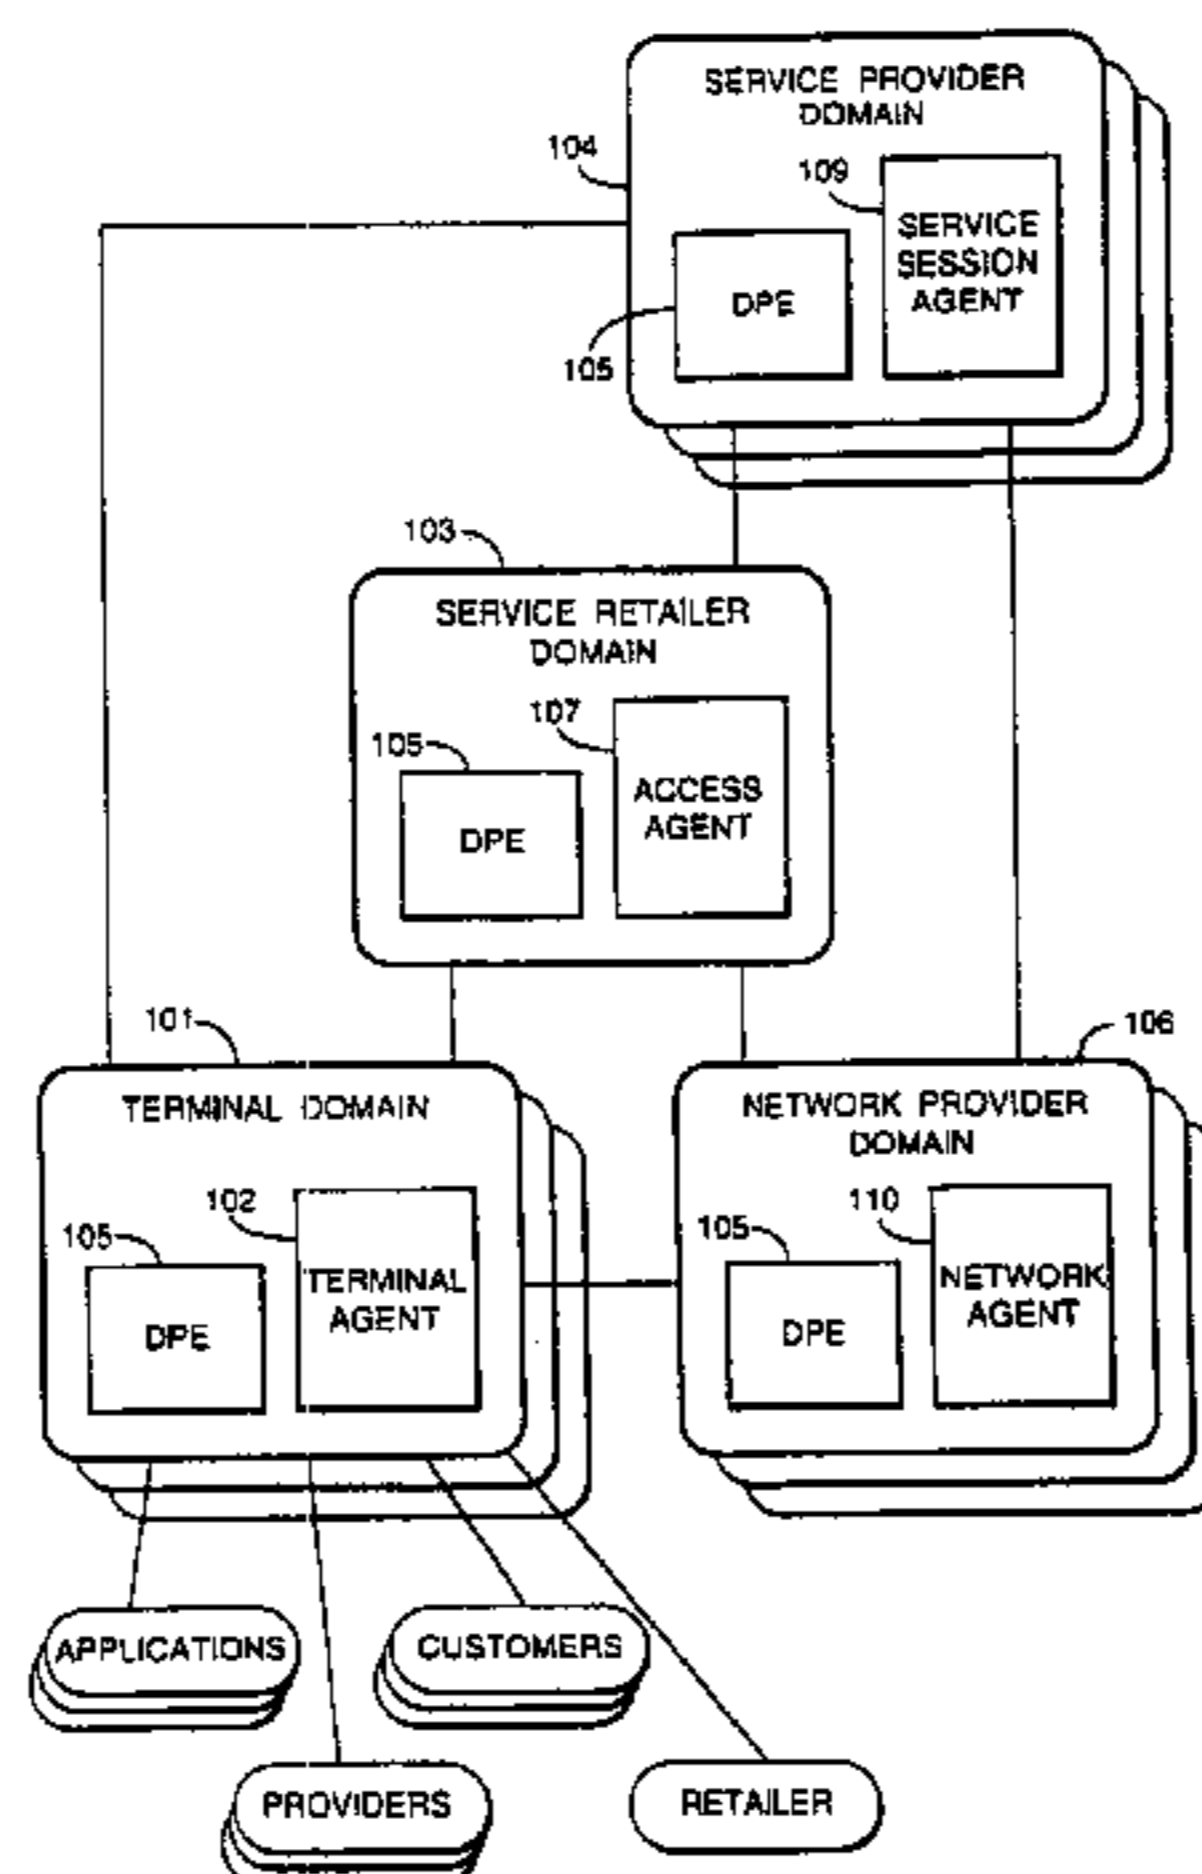 SERVICE PROVIDER
DOMAIN
104
109
SERVICE
SESSION
AGENT
DPE
105
103
SERVICE RETAILER
DOMAIN
107
105
ACCESS
AGENT
DPE
101
106
TERMINAL DOMAIN
NETWORK PROVIDER
DOMAIN
102
110
105
105
TERMINAL
AGENT
NETWORK
AGENT
DPE
DPE
APPLICATIONS
CUSTOMERS
PROVIDERS
RETAILER